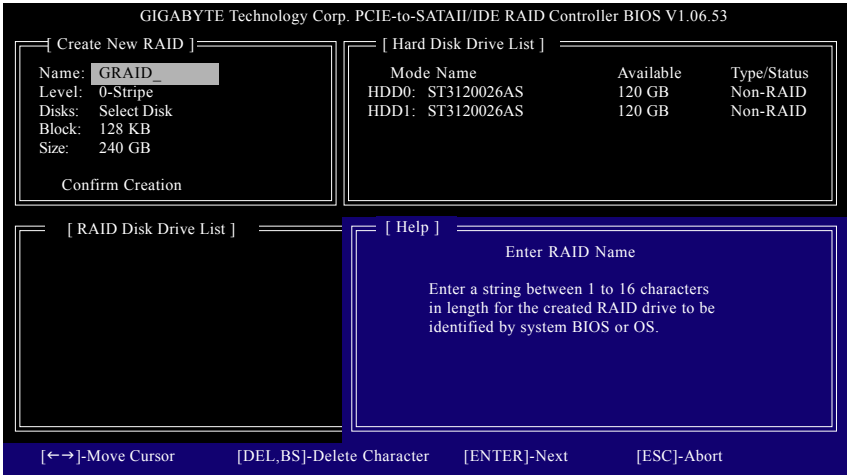 GIGABYTE Technology Corp. PCIE-to-SATAII/IDE RAID Controller BIOS V1.06.53
[ Create New RAID ]
Name: GRAID_
Level: 0-Stripe
Disks: Select Disk
Block: 128 KB
Size: 240 GB
Confirm Creation
[ Hard Disk Drive List ]
Mode Name Available Type/Status
HDD0: ST3120026AS 120 GB Non-RAID
HDD1: ST3120026AS 120 GB Non-RAID
[ RAID Disk Drive List ]
[ Help ]
Enter RAID Name
Enter a string between 1 to 16 characters
in length for the created RAID drive to be
identified by system BIOS or OS.
[←→]-Move Cursor [DEL,BS]-Delete Character [ENTER]-Next [ESC]-Abort